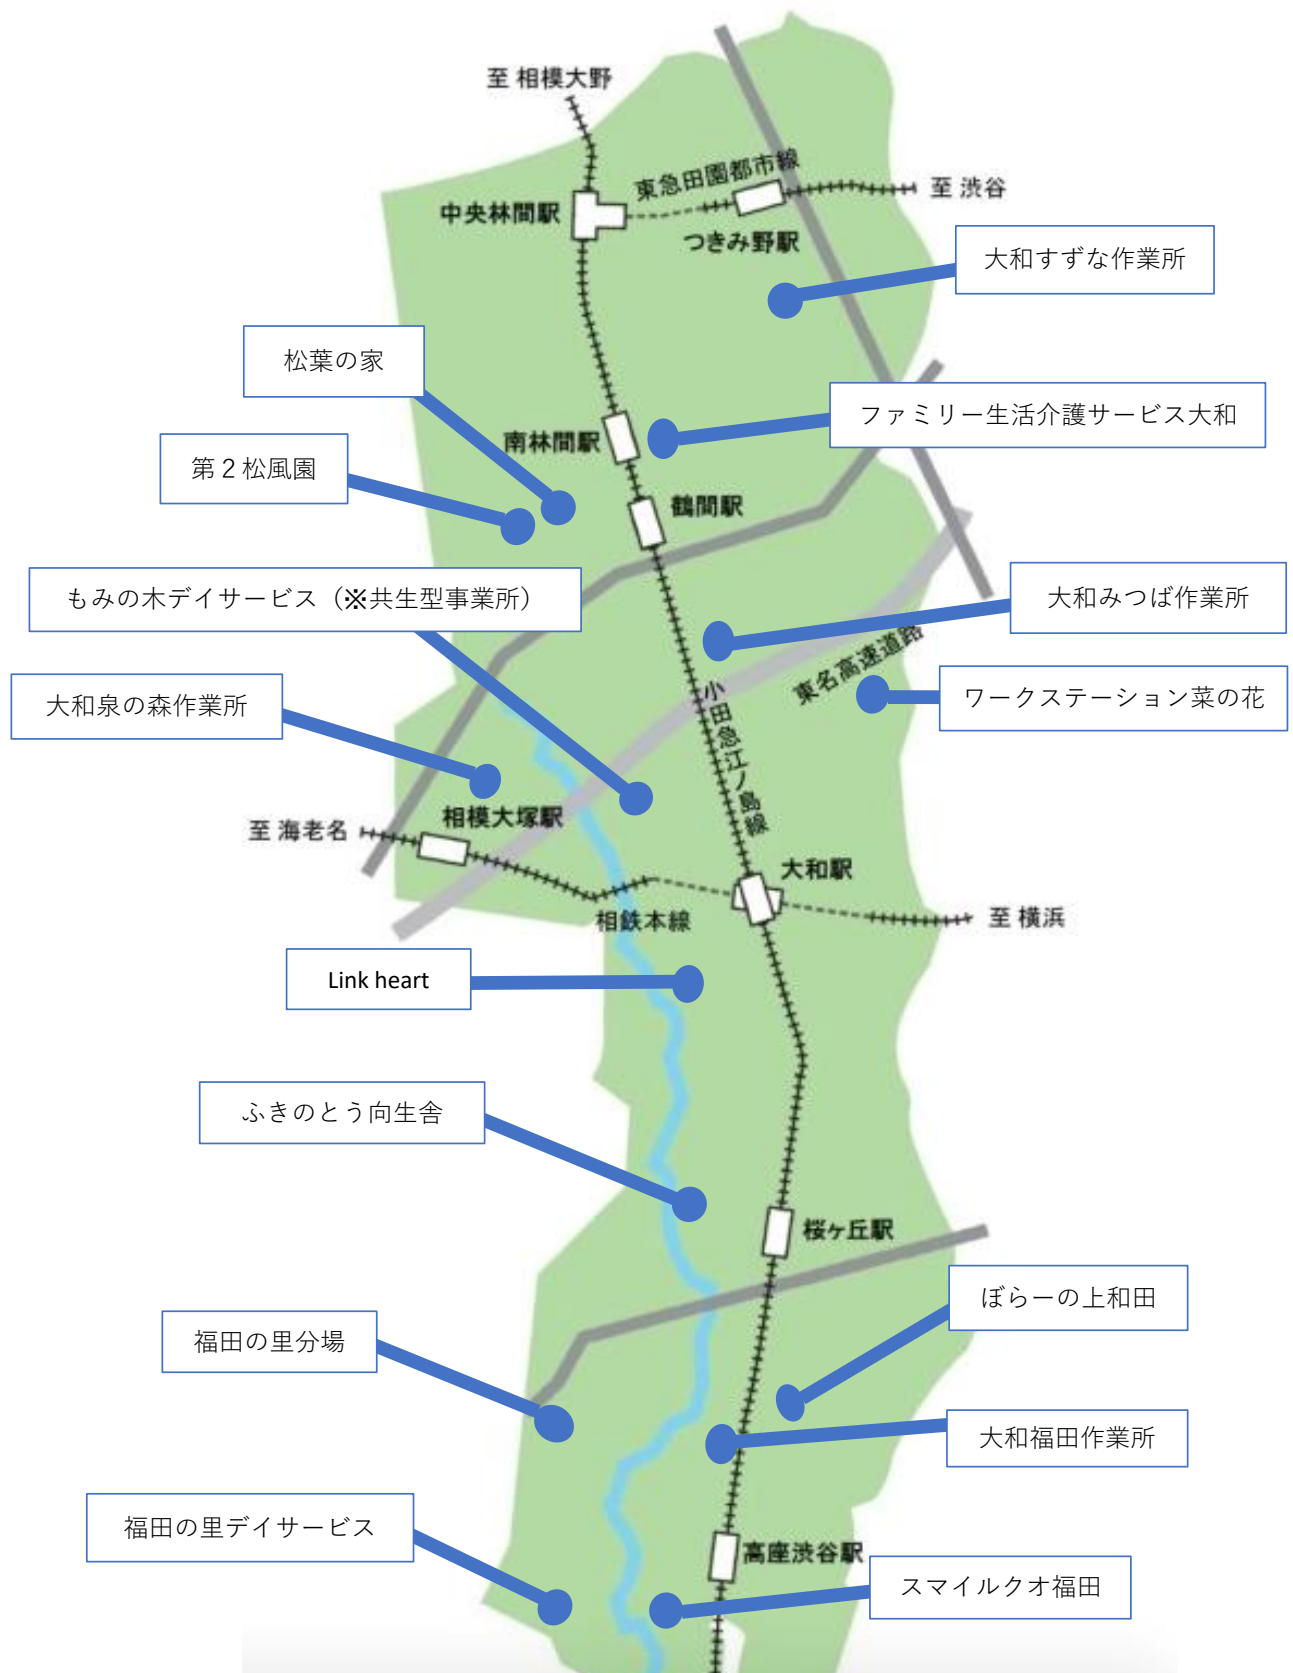 至 相模大野
東急田園都市線
至 渋谷
中央林間駅
つきみ野駅
大和すずな作業所
松葉の家
ファミリー生活介護サービス大和
南林間駅
第２松風園
鶴間駅
もみの木デイサービス（※共生型事業所）
大和みつば作業所
東名高速道路
小田急江ノ島線
ワークステーション菜の花
大和泉の森作業所
相模大塚駅
至 海老名
大和駅
相鉄本線
至 横浜
Link heart
ふきのとう向生舎
桜ヶ丘駅
ぽらーの上和田
福田の里分場
大和福田作業所
福田の里デイサービス
高座渋谷駅
スマイルクオ福田